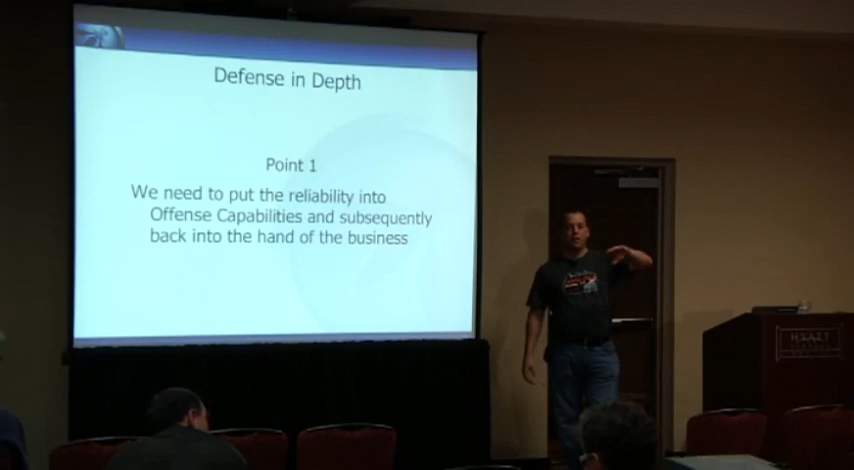 Defense in Depth
Point 1
We need to put the reliability into
Offense Capabilities and subsequently
back into the hand of the business
HYATT